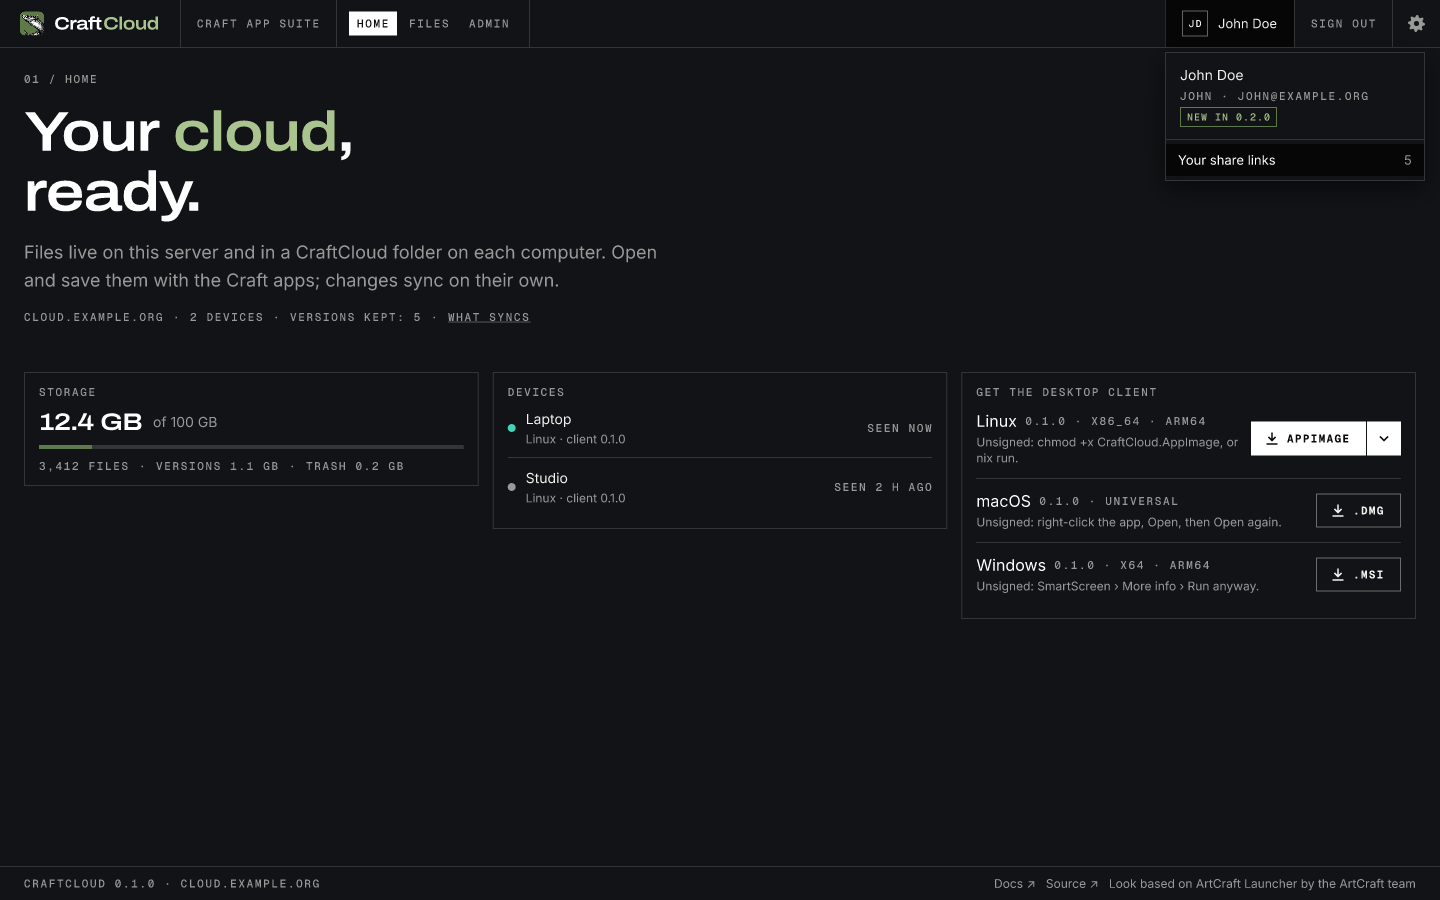 CraftCloud
CRAFT APP SUITE
HOME FILES ADMIN
JD John Doe
SIGN OUT
John Doe
JOHN · JOHN@EXAMPLE.ORG
NEW IN 0.2.0
Your share links 5
01 / HOME
Your cloud,
ready.
Files live on this server and in a CraftCloud folder on each computer. Open
and save them with the Craft apps; changes sync on their own.
CLOUD.EXAMPLE.ORG · 2 DEVICES · VERSIONS KEPT: 5 · WHAT SYNCS
STORAGE
12.4 GB of 100 GB
3,412 FILES · VERSIONS 1.1 GB · TRASH 0.2 GB
DEVICES
Laptop
Linux · client 0.1.0
SEEN NOW
Studio
Linux · client 0.1.0
SEEN 2 H AGO
GET THE DESKTOP CLIENT
Linux 0.1.0 · X86_64 · ARM64
Unsigned: chmod +x CraftCloud.AppImage, or
nix run.
APPIMAGE
macOS 0.1.0 · UNIVERSAL
Unsigned: right-click the app, Open, then Open again.
.DMG
Windows 0.1.0 · X64 · ARM64
Unsigned: SmartScreen › More info › Run anyway.
.MSI
CRAFTCLOUD 0.1.0 · CLOUD.EXAMPLE.ORG
Docs ↗ Source ↗ Look based on ArtCraft Launcher by the ArtCraft team